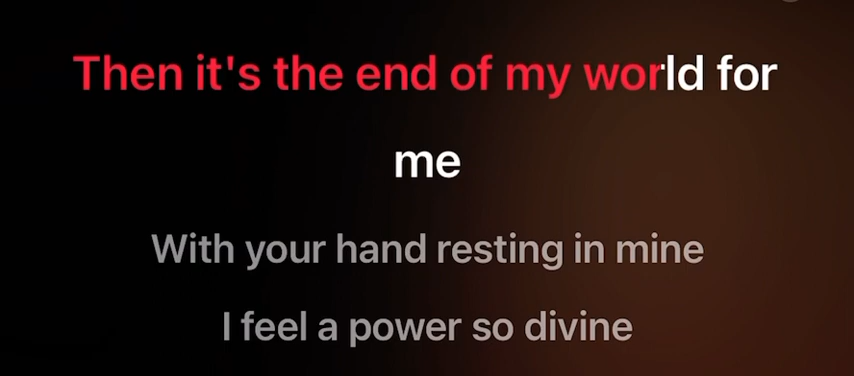 Then it's the end of my world for
me
With your hand resting in mine
I feel a power so divine